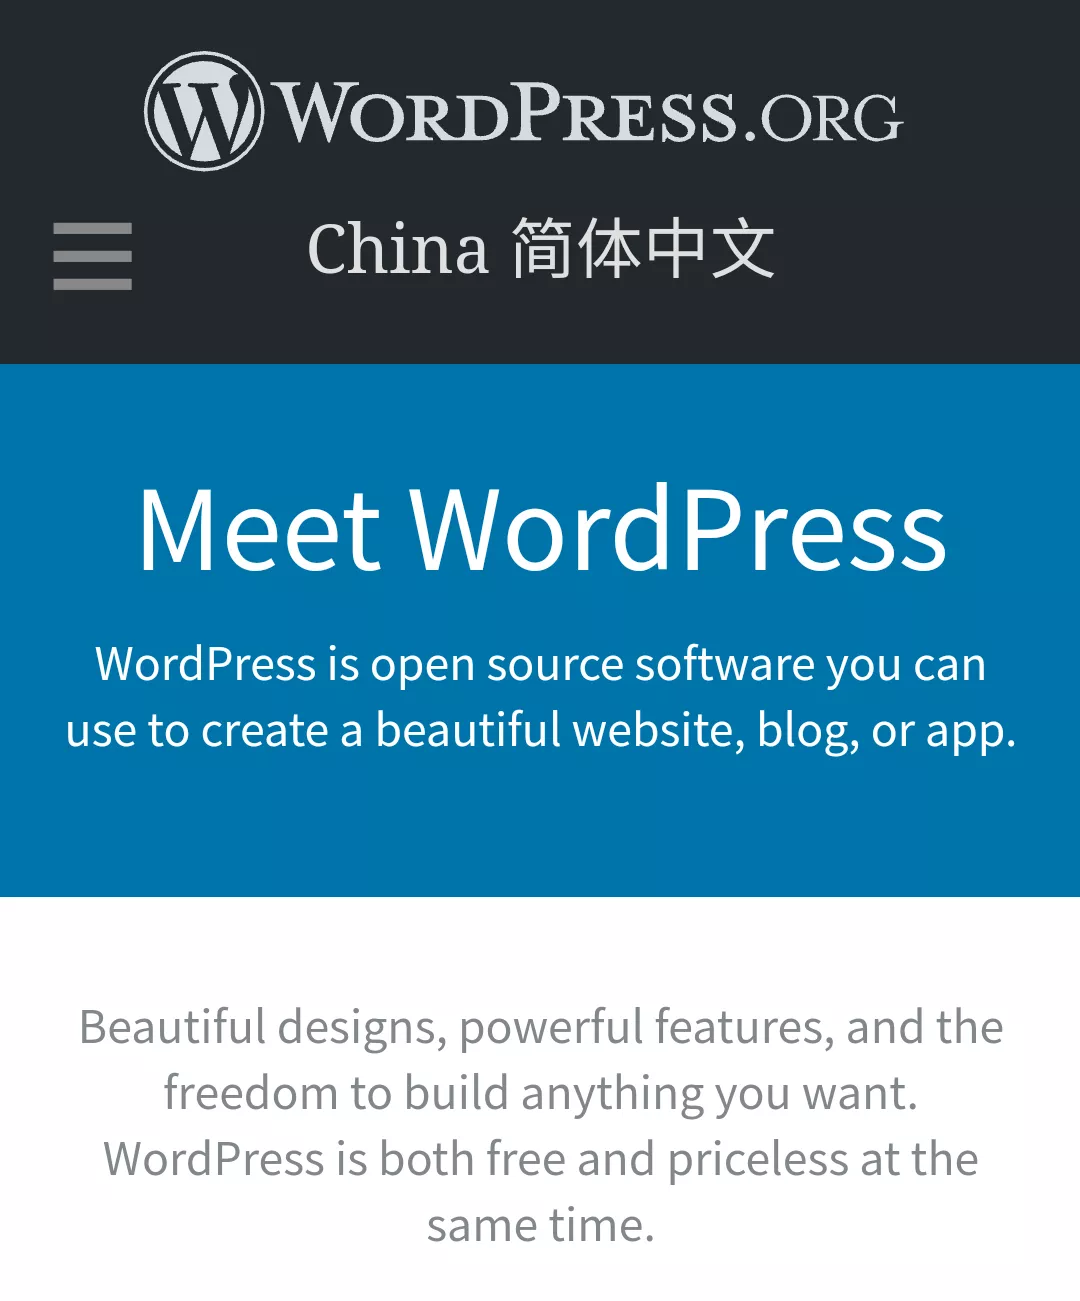 WordPress.org
China 简体中文
Meet WordPress
WordPress is open source software you can
use to create a beautiful website, blog, or app.
Beautiful designs, powerful features, and the
freedom to build anything you want.
WordPress is both free and priceless at the
same time.